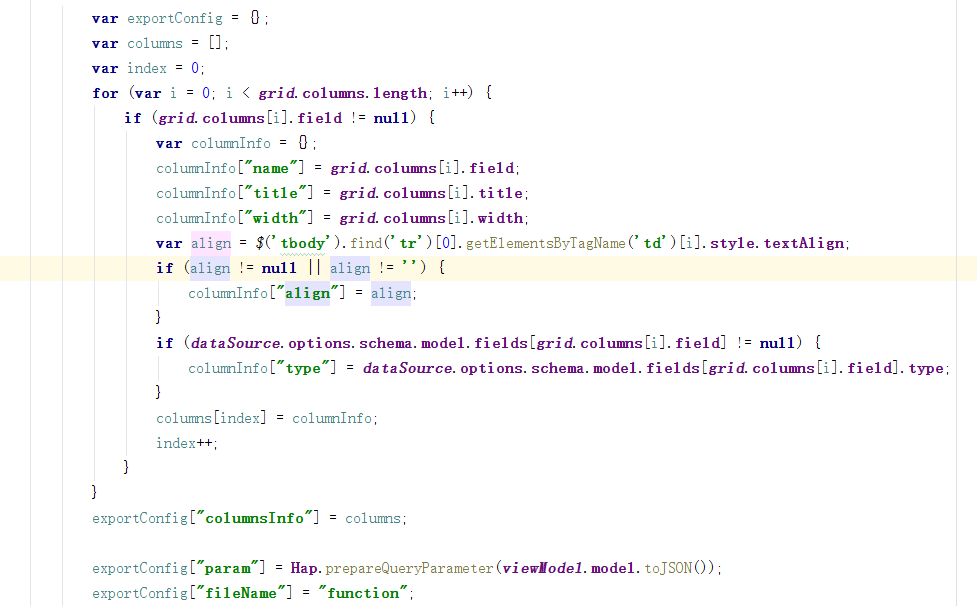 var exportConfig = {};
var columns = [];
var index = 0;
for (var i = 0; i < grid.columns.length; i++) {
if (grid.columns[i].field != null) {
var columnInfo = {};
columnInfo["name"] = grid.columns[i].field;
columnInfo["title"] = grid.columns[i].title;
columnInfo["width"] = grid.columns[i].width;
var align = $('tbody').find('tr')[0].getElementsByTagName('td')[i].style.textAlign;
if (align != null || align != '') {
columnInfo["align"] = align;
}
if (dataSource.options.schema.model.fields[grid.columns[i].field] != null) {
columnInfo["type"] = dataSource.options.schema.model.fields[grid.columns[i].field].type;
}
columns[index] = columnInfo;
index++;
}
}
exportConfig["columnsInfo"] = columns;
exportConfig["param"] = Hap.prepareQueryParameter(viewModel.model.toJSON());
exportConfig["fileName"] = "function";